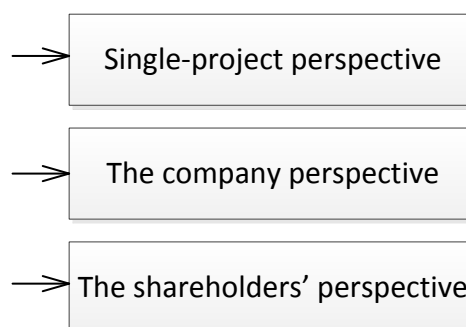 Single-project perspective
The company perspective
The shareholders’ perspective